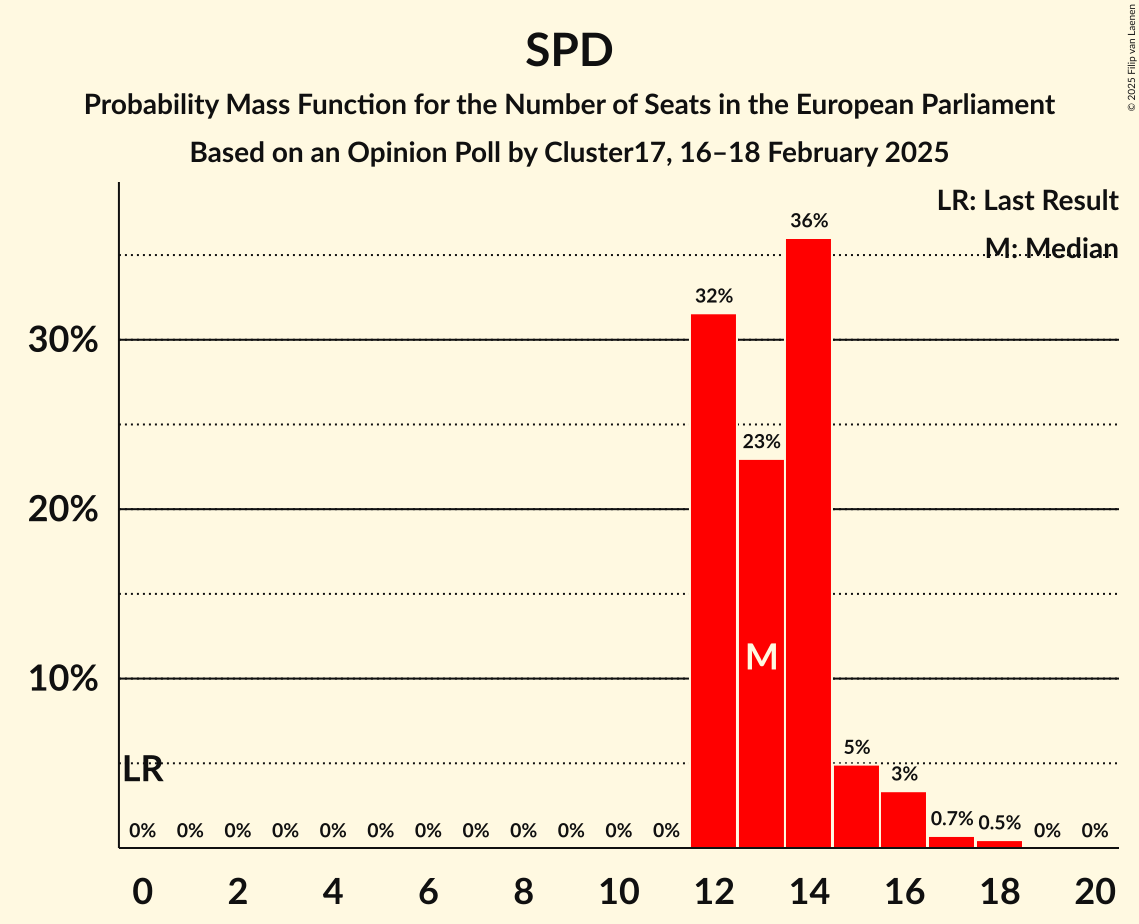 SPD
Probability Mass Function for the Number of Seats in the European Parliament
Based on an Opinion Poll by Cluster17, 16–18 February 2025
© 2025 Filip van Laenen
LR: Last Result
M: Median
36%
32%
30%
23%
20%
M
10%
5%
LR
3%
0% 0% 0% 0% 0% 0% 0% 0% 0% 0% 0% 0% 0.7% 0.5% 0% 0%
0 2 4 6 8 10 12 14 16 18 20